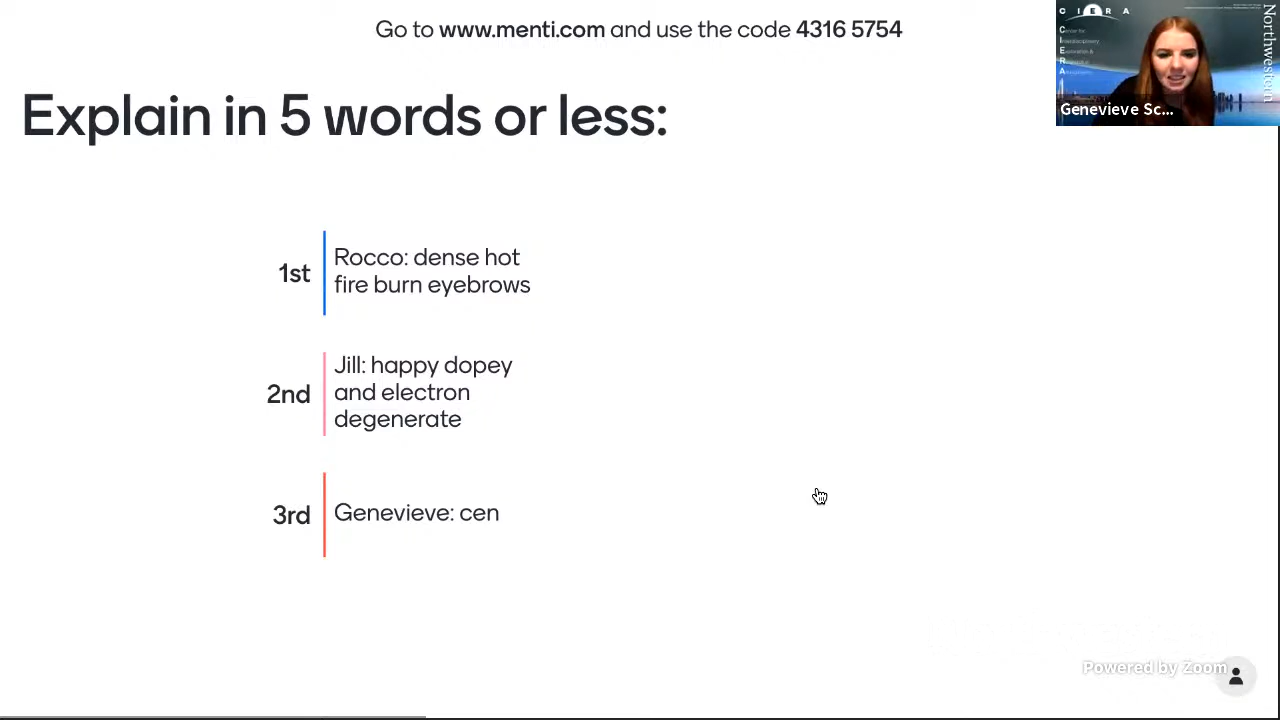 Go to www.menti.com and use the code 4316 5754
Explain in 5 words or less:
1st
Rocco: dense hot
fire burn eyebrows
2nd
Jill: happy dopey
and electron
degenerate
3rd
Genevieve: cen
CIERA
Northwestern
Genevieve Sc...
Powered by Zoom